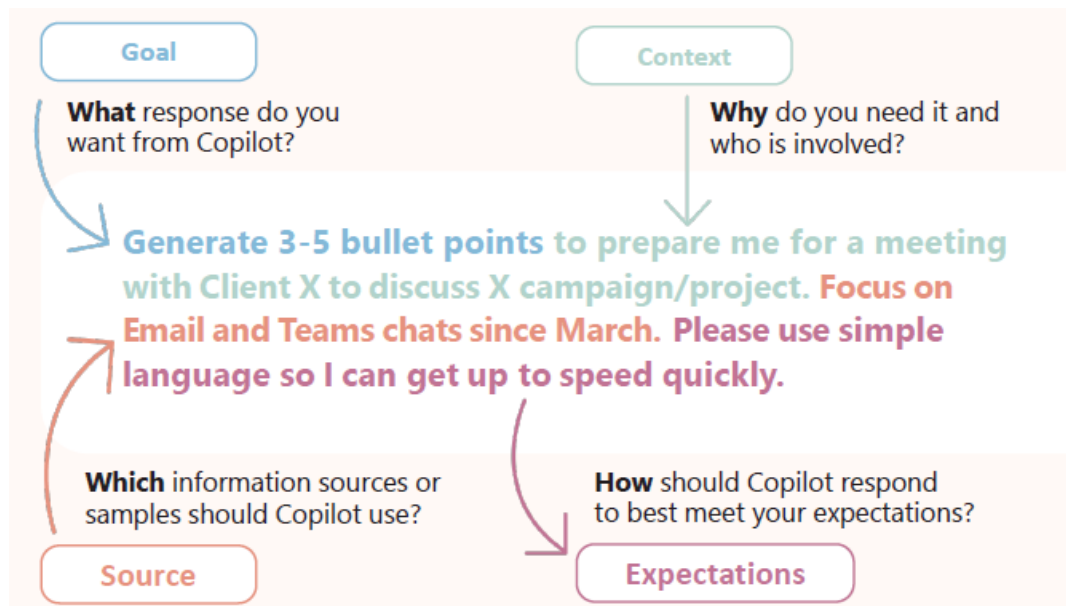 Goal
Context
What response do you
want from Copilot?
Why do you need it and
who is involved?
Generate 3-5 bullet points to prepare me for a meeting
with Client X to discuss X campaign/project. Focus on
Email and Teams chats since March. Please use simple
language so I can get up to speed quickly.
Which information sources or
samples should Copilot use?
How should Copilot respond
to best meet your expectations?
Source
Expectations